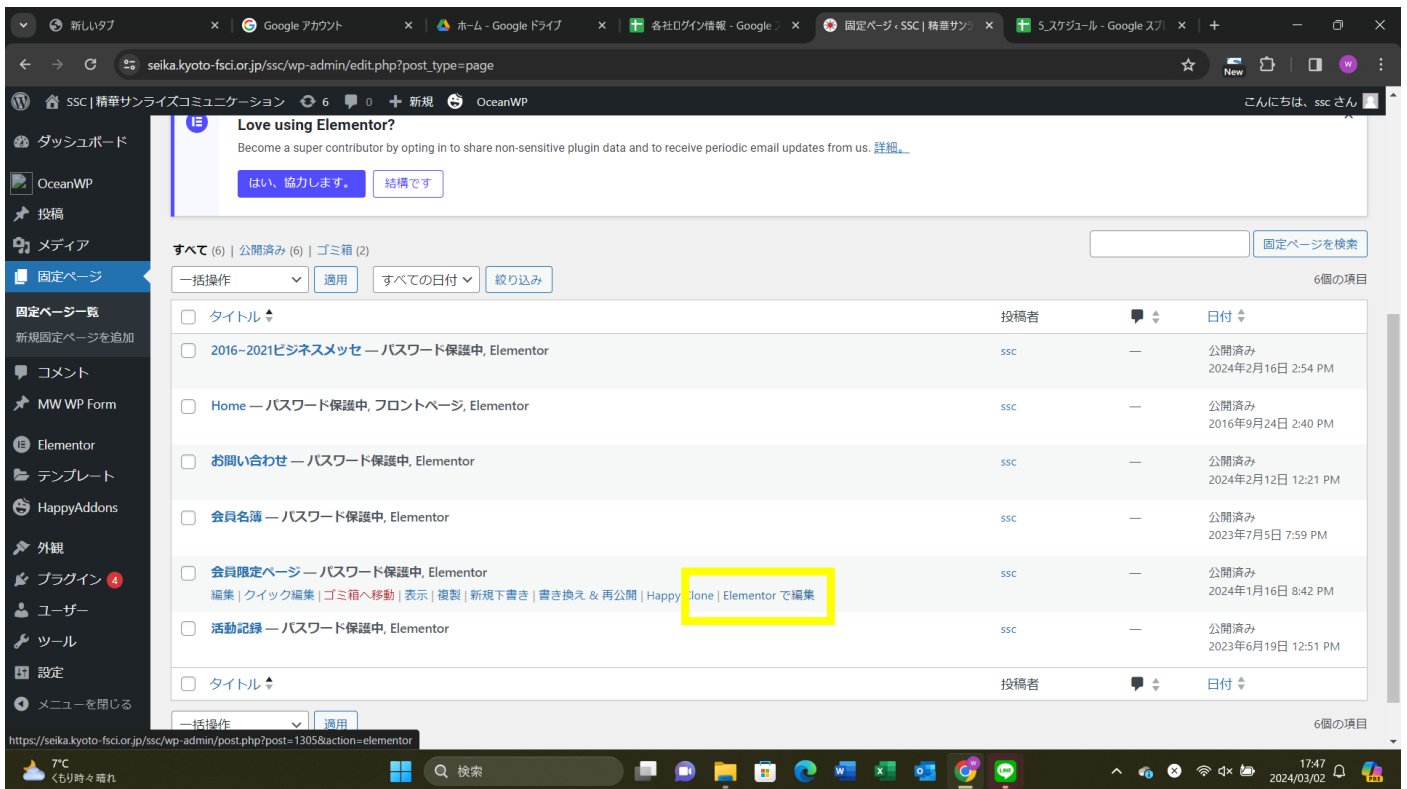 新しいタブ
Google アカウント
ホーム - Google ドライブ
各社ログイン情報 - Google ス
固定ページ ‹ SSC | 精華サンラ
5_スケジュール - Google スプレ
seika.kyoto-fsci.or.jp/ssc/wp-admin/edit.php?post_type=page
New
W
SSC | 精華サンライズコミュニケーション 6 0 新規 OceanWP
こんにちは、ssc さん
ダッシュボード
OceanWP
投稿
メディア
固定ページ
固定ページ一覧
新規固定ページを追加
コメント
MW WP Form
Elementor
テンプレート
HappyAddons
外観
プラグイン 4
ユーザー
ツール
設定
メニューを閉じる
Love using Elementor?
Become a super contributor by opting in to share non-sensitive plugin data and to receive periodic email updates from us. 詳細。
はい、協力します。 結構です
すべて (6) | 公開済み (6) | ゴミ箱 (2)
固定ページを検索
一括操作 適用 すべての日付 絞り込み
6個の項目
タイトル 投稿者 日付
2016~2021ビジネスメッセ — パスワード保護中, Elementor ssc — 公開済み
2024年2月16日 2:54 PM
Home — パスワード保護中, フロントページ, Elementor ssc — 公開済み
2016年9月24日 2:40 PM
お問い合わせ — パスワード保護中, Elementor ssc — 公開済み
2024年2月12日 12:21 PM
会員名簿 — パスワード保護中, Elementor ssc — 公開済み
2023年7月5日 7:59 PM
会員限定ページ — パスワード保護中, Elementor ssc — 公開済み
2024年1月16日 8:42 PM
編集 | クイック編集 | ゴミ箱へ移動 | 表示 | 複製 | 新規下書き | 書き換え & 再公開 | Happy Clone | Elementor で編集
活動記録 — パスワード保護中, Elementor ssc — 公開済み
2023年6月19日 12:51 PM
タイトル 投稿者 日付
一括操作 適用
6個の項目
https://seika.kyoto-fsci.or.jp/ssc/wp-admin/post.php?post=1305&action=elementor
7°C
くもり時々晴れ
検索
17:47
2024/03/02